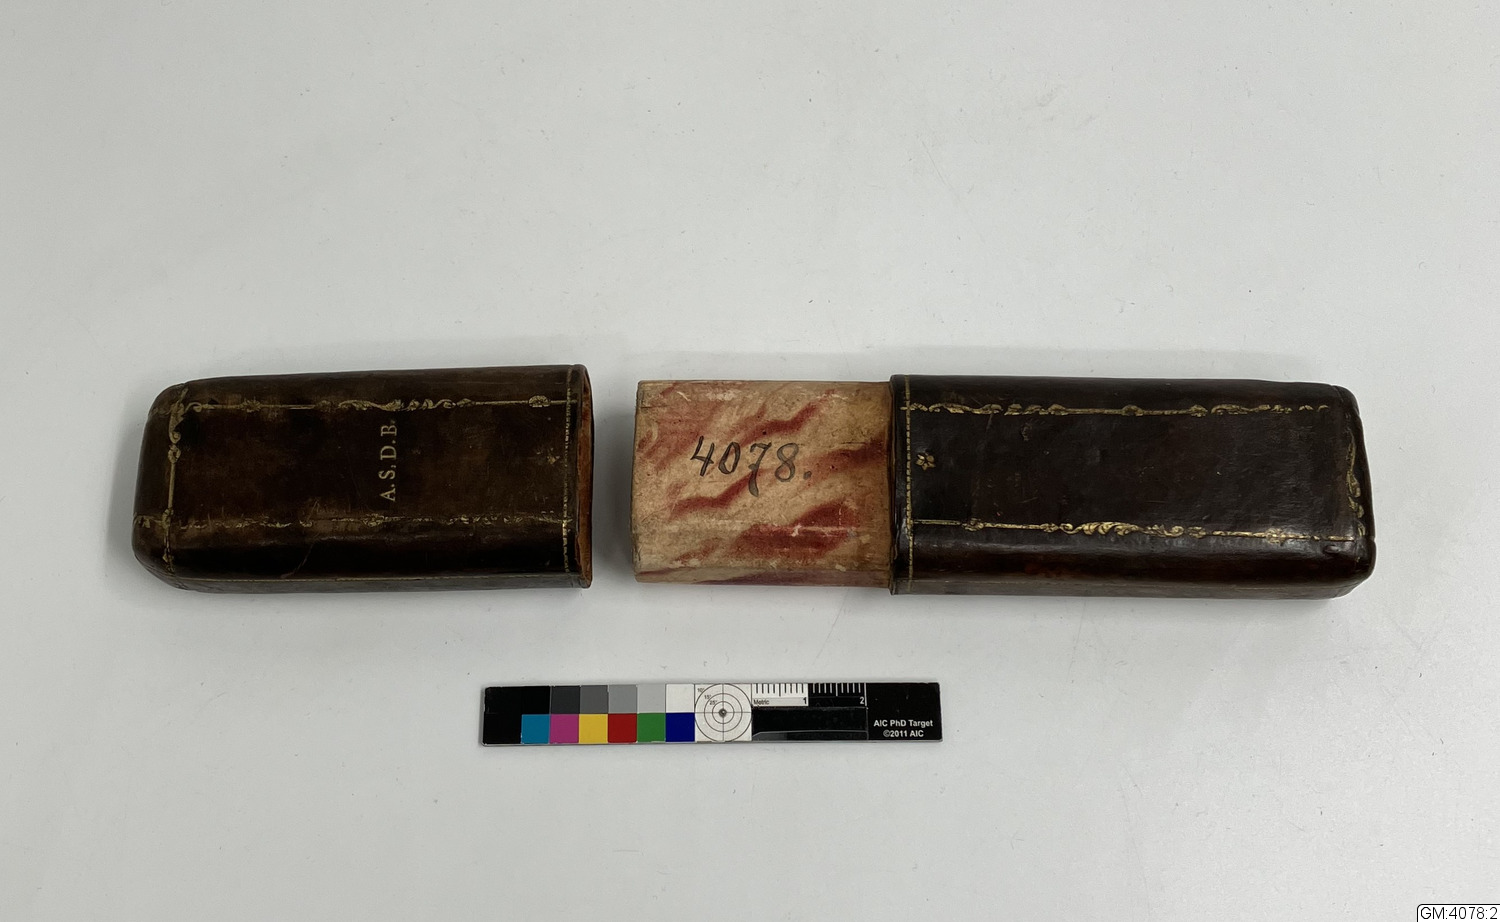 A.S.D.B.
4078.
Metric 1 2
AIC PhD Target
©2011 AIC
GM:4078:2